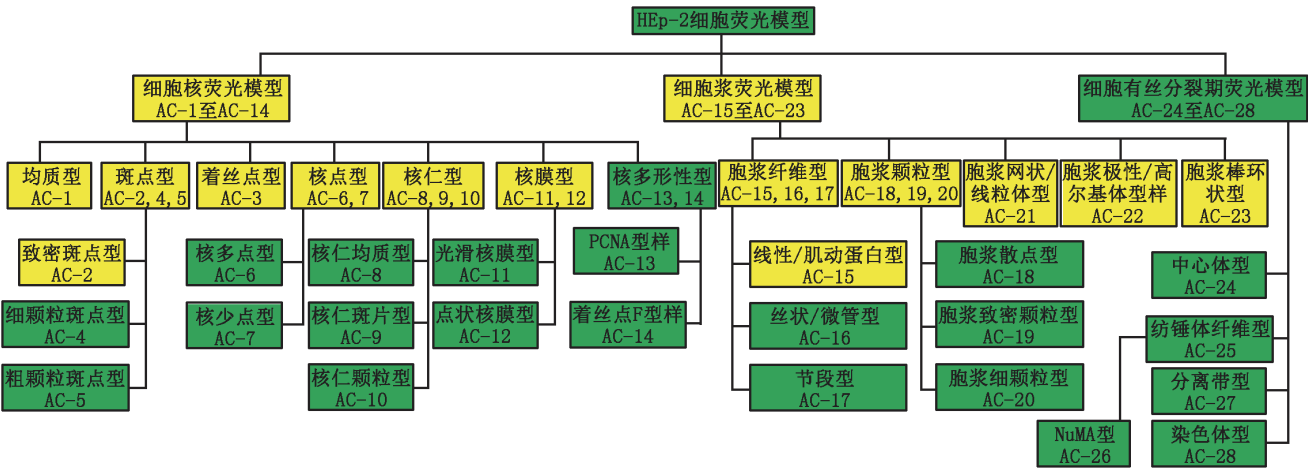 HEp-2细胞荧光模型
细胞核荧光模型
AC-1至AC-14
细胞浆荧光模型
AC-15至AC-23
细胞有丝分裂期荧光模型
AC-24至AC-28
均质型
AC-1
斑点型
AC-2,4,5
着丝点型
AC-3
核点型
AC-6,7
核仁型
AC-8,9,10
核膜型
AC-11,12
核多形性型
AC-13,14
胞浆纤维型
AC-15,16,17
胞浆颗粒型
AC-18,19,20
胞浆网状/
线粒体型
AC-21
胞浆极性/高
尔基体型样
AC-22
胞浆棒环
状型
AC-23
致密斑点型
AC-2
细颗粒斑点型
AC-4
粗颗粒斑点型
AC-5
核多点型
AC-6
核少点型
AC-7
核仁均质型
AC-8
核仁斑片型
AC-9
核仁颗粒型
AC-10
光滑核膜型
AC-11
点状核膜型
AC-12
PCNA型样
AC-13
着丝点F型样
AC-14
线性/肌动蛋白型
AC-15
丝状/微管型
AC-16
节段型
AC-17
胞浆散点型
AC-18
胞浆致密颗粒型
AC-19
胞浆细颗粒型
AC-20
中心体型
AC-24
纺锤体纤维型
AC-25
NuMA型
AC-26
分离带型
AC-27
染色体型
AC-28